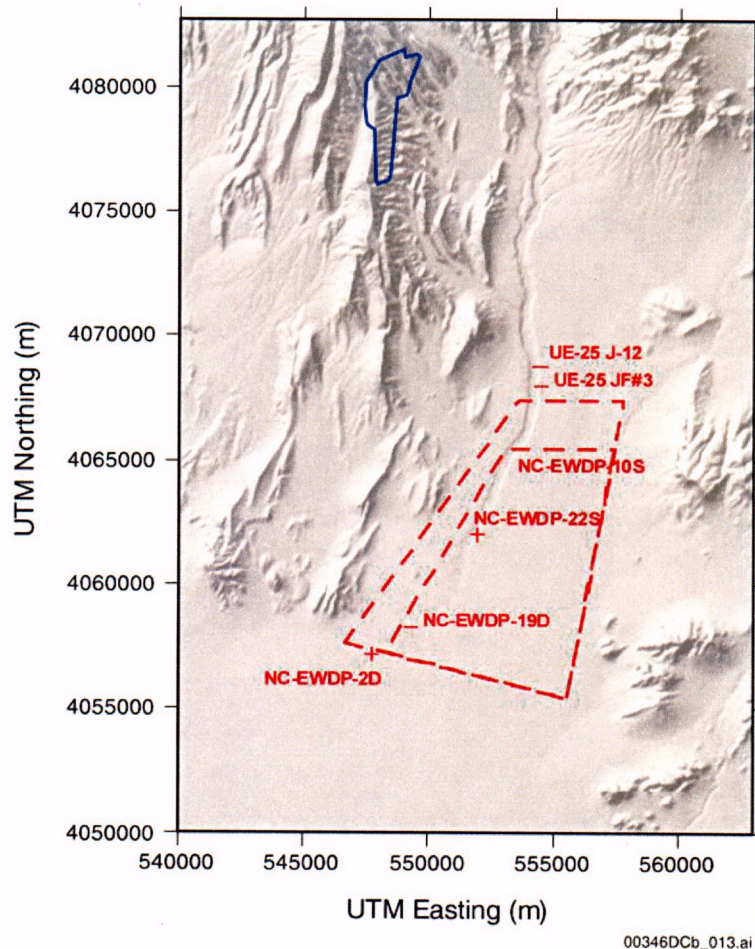 4080000
4075000
4070000
4065000
4060000
4055000
4050000
UTM Northing (m)
UE-25 J-12
UE-25 JF#3
NC-EWDP-10S
NC-EWDP-22S
NC-EWDP-19D
NC-EWDP-2D
540000 545000 550000 555000 560000
UTM Easting (m)
00346DCb_013.ai